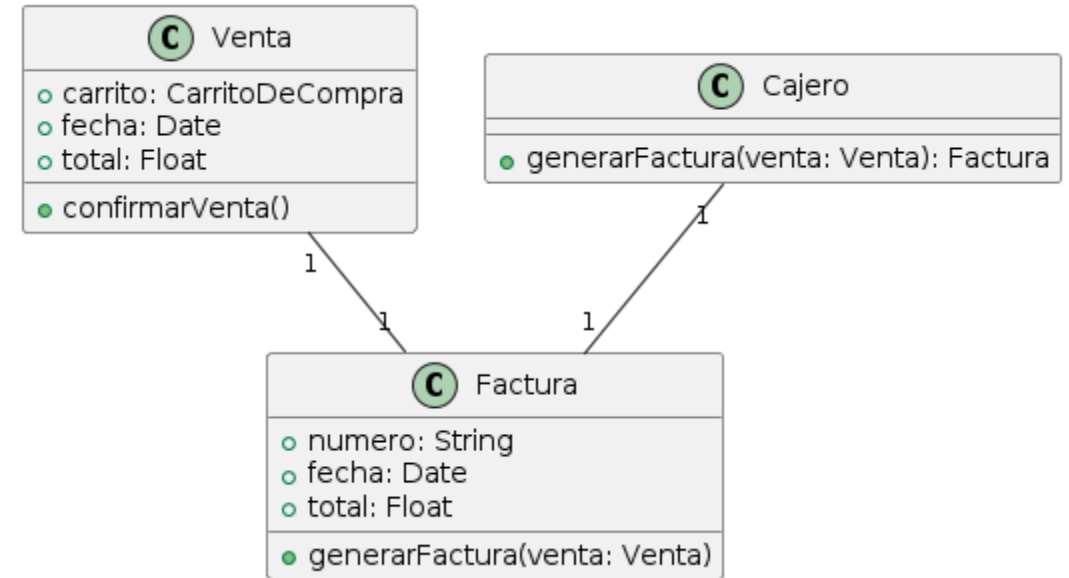 C Venta
carrito: CarritoDeCompra
fecha: Date
total: Float
confirmarVenta()
C Cajero
generarFactura(venta: Venta): Factura
1
1
1
1
C Factura
numero: String
fecha: Date
total: Float
generarFactura(venta: Venta)